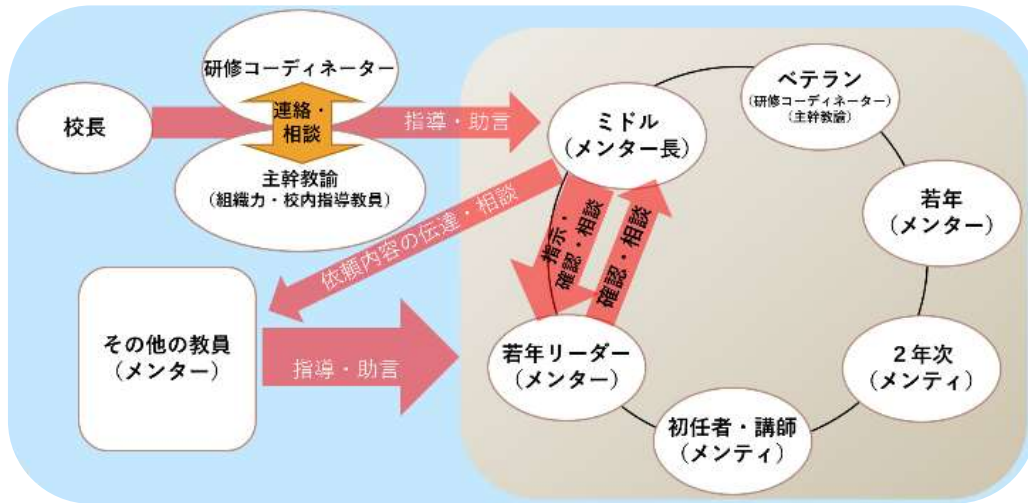 研修コーディネーター
校長
連絡・
相談
指導・助言
主幹教諭
(組織力・校内指導教員)
ミドル
(メンター長)
ベテラン
(研修コーディネーター)
(主幹教諭)
若年
(メンター)
指示・
確認・相談
確認・相談
依頼内容の伝達・相談
その他の教員
(メンター)
指導・助言
若年リーダー
(メンター)
2年次
(メンティ)
初任者・講師
(メンティ)